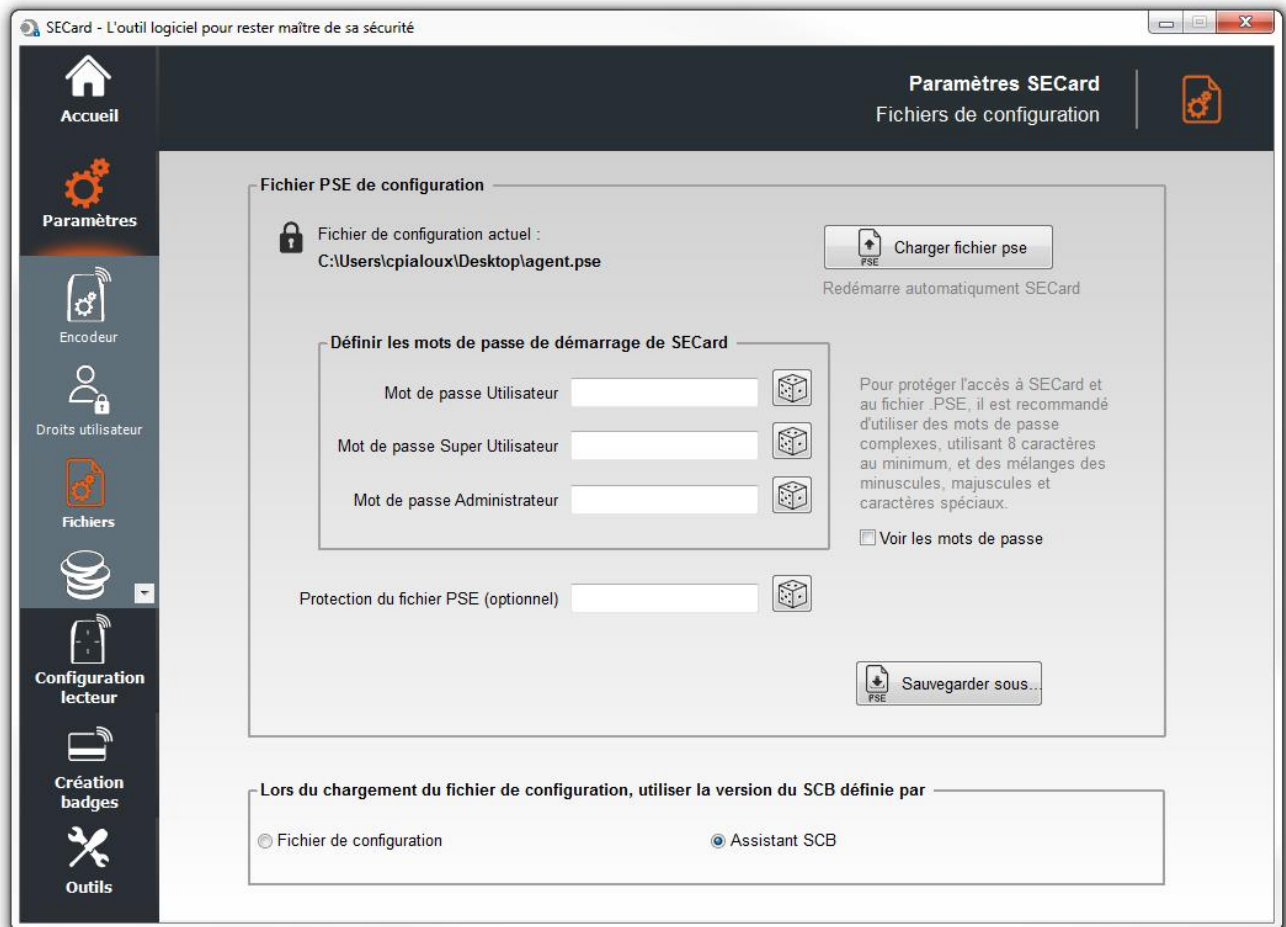 SECard - L'outil logiciel pour rester maître de sa sécurité
Accueil
Paramètres SECard
Fichiers de configuration
Paramètres
Encodeur
Droits utilisateur
Fichiers
Configuration
lecteur
Création
badges
Outils
Fichier PSE de configuration
Fichier de configuration actuel :
C:\Users\cpialoux\Desktop\agent.pse
PSE
Charger fichier pse
Redémarre automatiqument SECard
Définir les mots de passe de démarrage de SECard
Mot de passe Utilisateur
Mot de passe Super Utilisateur
Mot de passe Administrateur
Pour protéger l'accès à SECard et
au fichier .PSE, il est recommandé
d'utiliser des mots de passe
complexes, utilisant 8 caractères
au minimum, et des mélanges des
minuscules, majuscules et
caractères spéciaux.
Voir les mots de passe
Protection du fichier PSE (optionnel)
PSE
Sauvegarder sous...
Lors du chargement du fichier de configuration, utiliser la version du SCB définie par
Fichier de configuration
Assistant SCB